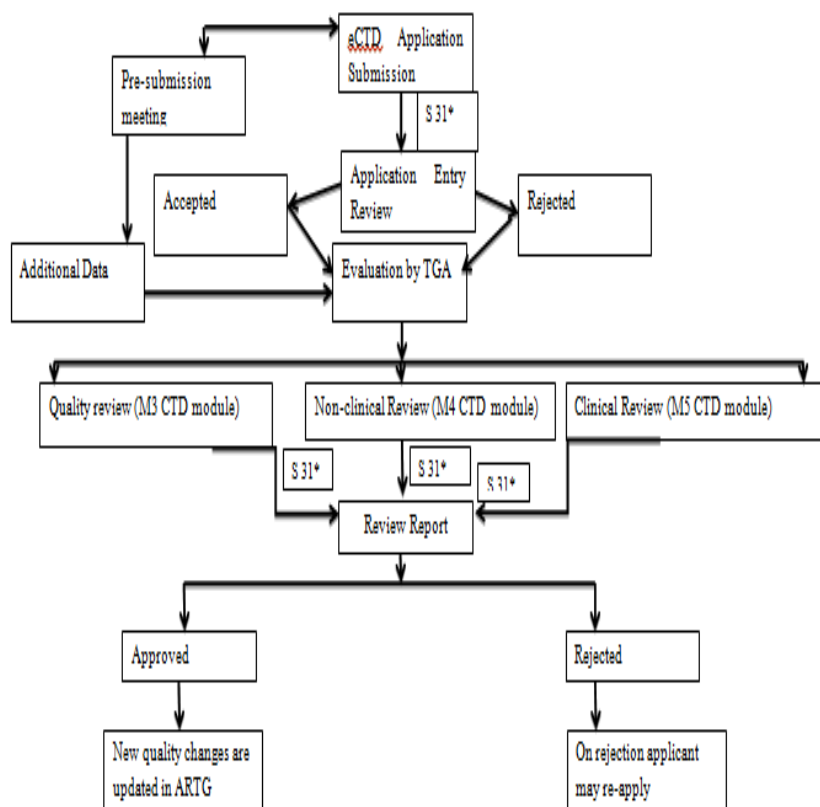 eCTD Application
Submission
Pre-submission
meeting
S 31*
Application Entry
Review
Accepted
Rejected
Additional Data
Evaluation by TGA
Quality review (M3 CTD module)
Non-clinical Review (M4 CTD module)
Clinical Review (M5 CTD module)
S 31*
S 31*
S 31*
Review Report
Approved
Rejected
New quality changes are
updated in ARTG
On rejection applicant
may re-apply